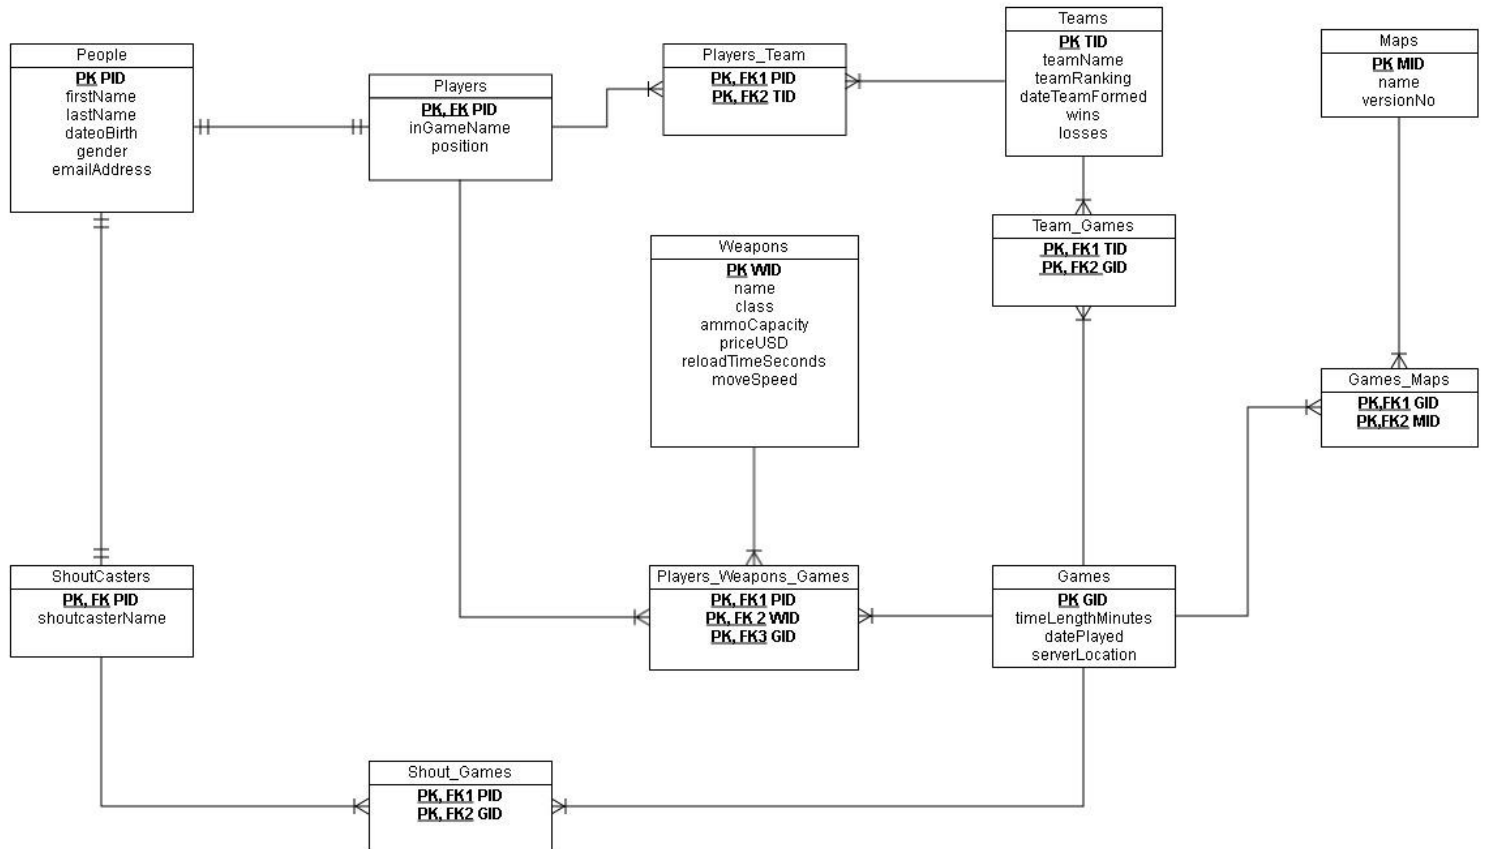 People
PK PID
firstName
lastName
dateoBirth
gender
emailAddress
Players
PK, FK PID
inGameName
position
Players_Team
PK, FK1 PID
PK, FK2 TID
Teams
PK TID
teamName
teamRanking
dateTeamFormed
wins
losses
Maps
PK MID
name
versionNo
Weapons
PK WID
name
class
ammoCapacity
priceUSD
reloadTimeSeconds
moveSpeed
Team_Games
PK, FK1 TID
PK, FK2 GID
Games_Maps
PK,FK1 GID
PK,FK2 MID
ShoutCasters
PK, FK PID
shoutcasterName
Players_Weapons_Games
PK, FK1 PID
PK, FK 2 WID
PK, FK3 GID
Games
PK GID
timeLengthMinutes
datePlayed
serverLocation
Shout_Games
PK, FK1 PID
PK, FK2 GID